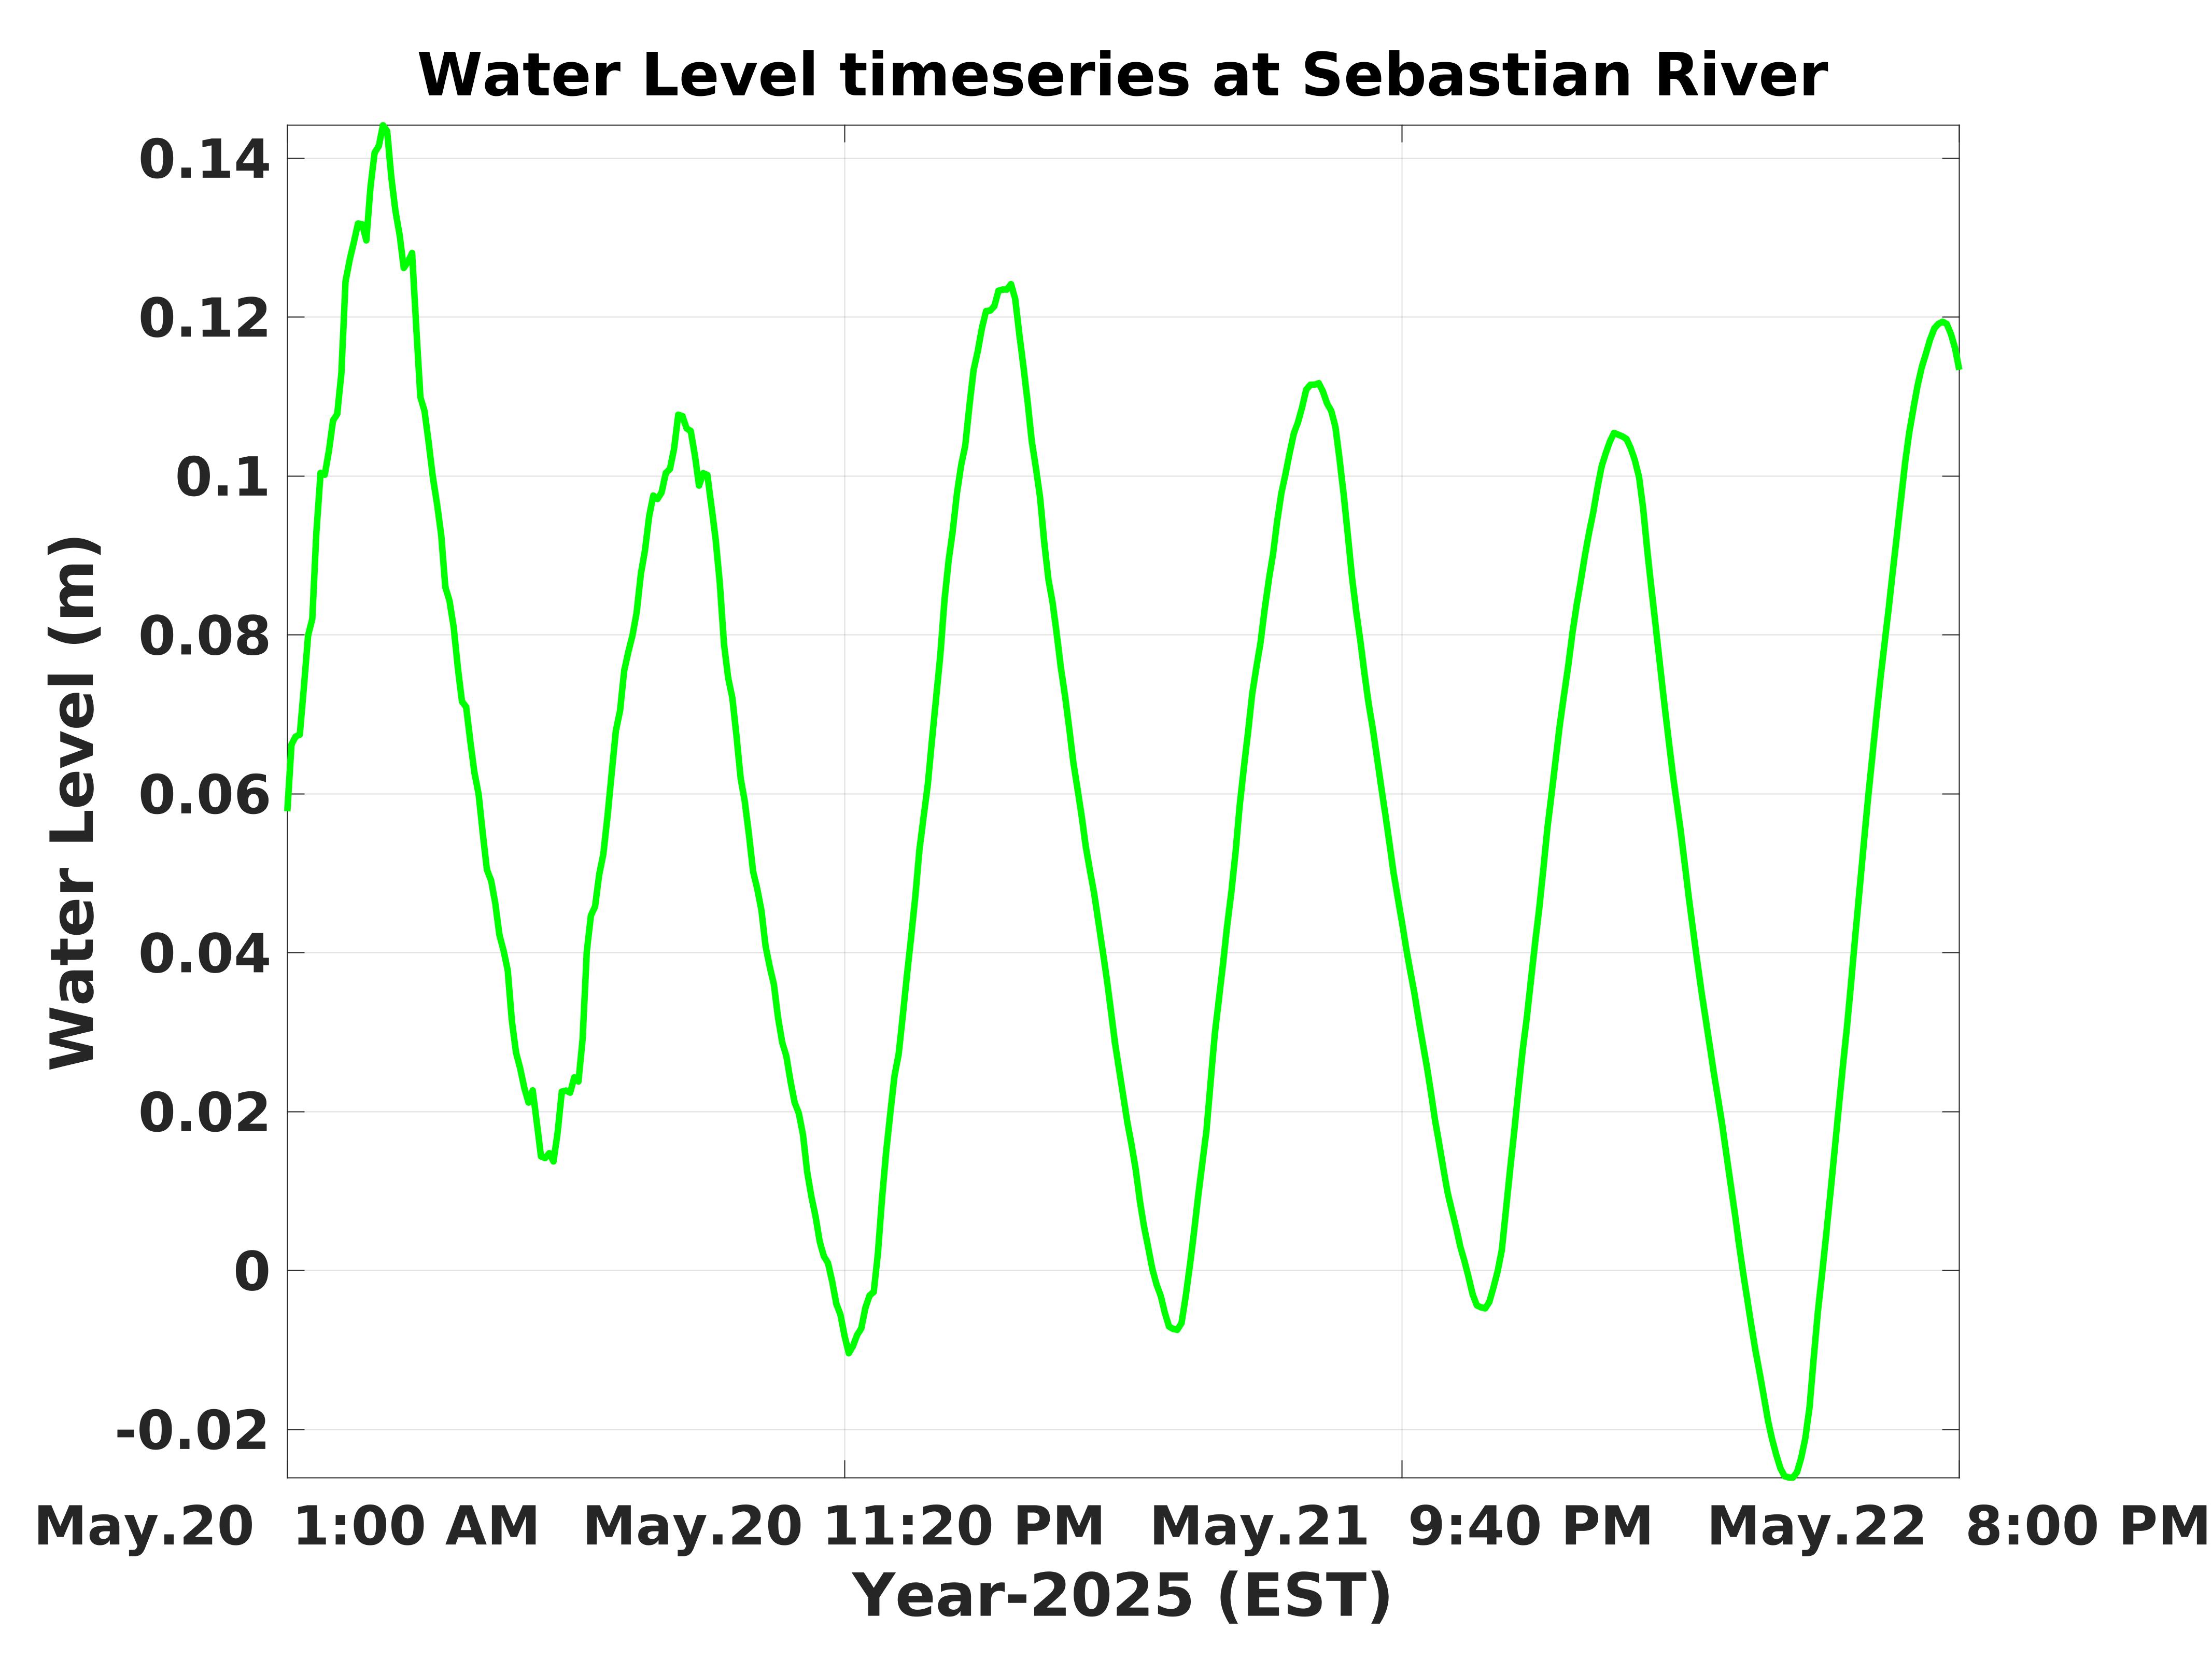 Water Level timeseries at Sebastian River
0.14
0.12
0.1
0.08
0.06
0.04
0.02
0
-0.02
Water Level (m)
May.20 1:00 AM May.20 11:20 PM May.21 9:40 PM May.22 8:00 PM
Year-2025 (EST)